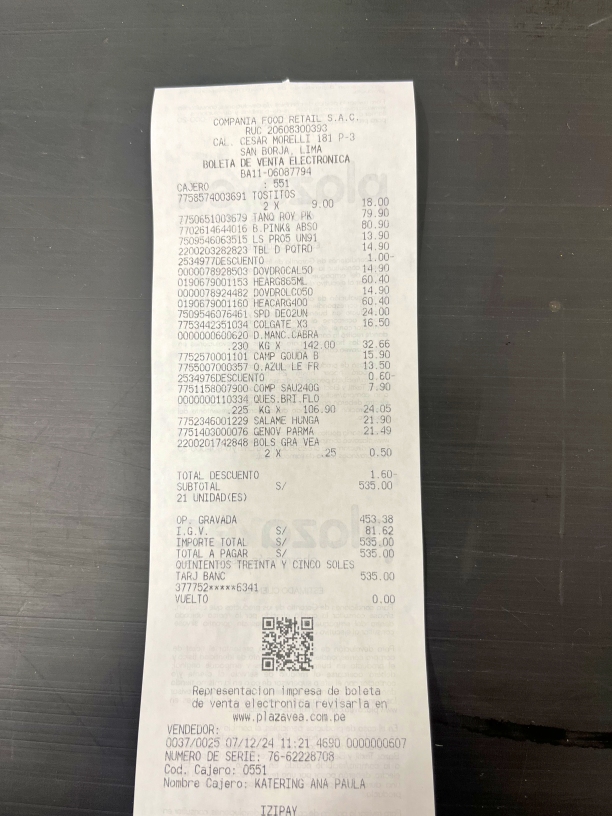 COMPANIA FOOD RETAIL S.A.C.
RUC 20608300393
CAL. CESAR MORELLI 181 P-3
SAN BORJA, LIMA
BOLETA DE VENTA ELECTRONICA
BA11-06087794
CAJERO : 551
7758574003691 TOSTITOS
2 X 9.00 18.00
7750651003679 TANQ ROY PK 79.90
7702614644016 B.PINK& ABSO 80.90
7509546063515 LS PRO5 UN91 13.90
2200203282823 TBL D POTRO 14.90
2534977DESCUENTO 1.00-
0000078928503 DOVDROCAL50 14.90
0190679001153 HEARG865ML 60.40
0000078924482 DOVDROLCO50 14.90
0190679001160 HEACARG400 60.40
7509546076461 SPD DEO2UN 24.00
7753442351034 COLGATE X3 16.50
0000000600620 D.MANC.CABRA
.230 KG X 142.00 32.66
7752570001101 CAMP GOUDA B 15.90
7755007000357 Q.AZUL LE FR 13.50
2534976DESCUENTO 0.60-
7751158007900 COMP SAU240G 7.90
0000000110334 QUES.BRI.FLO
.225 KG X 106.90 24.05
7752346001229 SALAME HUNGA 21.90
7751403000076 GENOV PARMA 21.49
2200201742848 BOLS GRA VEA
2 X .25 0.50
TOTAL DESCUENTO 1.60-
SUBTOTAL S/ 535.00
21 UNIDAD(ES)
OP. GRAVADA 453.38
I.G.V. S/ 81.62
IMPORTE TOTAL S/ 535.00
TOTAL A PAGAR S/ 535.00
QUINIENTOS TREINTA Y CINCO SOLES
TARJ BANC 535.00
377752*****6341
VUELTO 0.00
Representacion impresa de boleta
de venta electronica revisarla en
www.plazavea.com.pe
VENDEDOR:
0037/0025 07/12/24 11:21 4690 0000000607
NUMERO DE SERIE: 76-62228708
Cod. Cajero: 0551
Nombre Cajero: KATERING ANA PAULA
IZIPAY